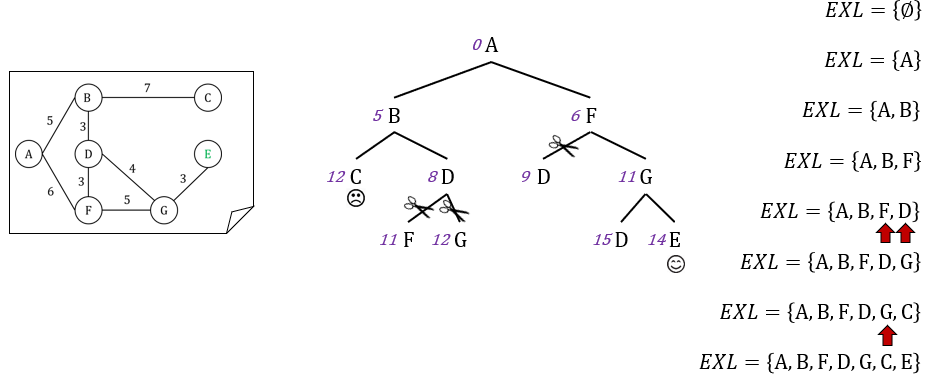 EXL = {∅}
0 A
EXL = {A}
B 7 C
5
5 B 6 F
EXL = {A, B}
3
A D E
EXL = {A, B, F}
4 3
12 C 8 D 9 D 11 G
6 3
F 5 G
EXL = {A, B, F, D}
11 F 12 G 15 D 14 E
EXL = {A, B, F, D, G}
EXL = {A, B, F, D, G, C}
EXL = {A, B, F, D, G, C, E}